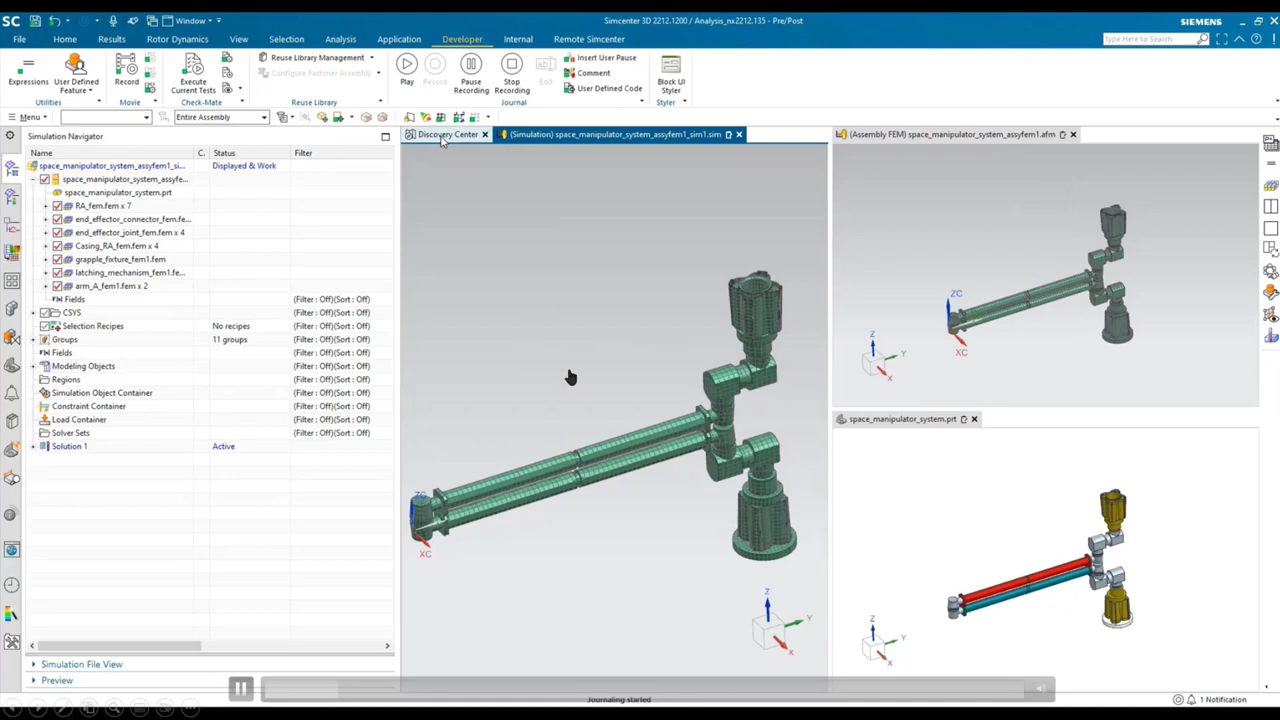 SC Window Simcenter 3D 2212.1200 / Analysis_nx2212.135 - Pre/Post SIEMENS
File Home Results Rotor Dynamics View Selection Analysis Application Developer Internal Remote Simcenter Type Here to Search
Expressions User Defined Feature Record Execute Current Tests Reuse Library Management Configure Fastener Assembly Play Record Pause Recording Stop Recording Edit Insert User Pause Comment User Defined Code Block UI Styler
Utilities Movie Check-Mate Reuse Library Journal Styler
Menu Entire Assembly
Simulation Navigator
Discovery Center
(Simulation) space_manipulator_system_assyfem1_sim1.sim
(Assembly FEM) space_manipulator_system_assyfem1.afm
Name C. Status Filter
space_manipulator_system_assyfem1_si... Displayed & Work
space_manipulator_system_assyfe...
space_manipulator_system.prt
RA_fem.fem x 7
end_effector_connector_fem.fe...
end_effector_joint_fem.fem x 4
Casing_RA_fem.fem x 4
grapple_fixture_fem1.fem
latching_mechanism_fem1.fe...
arm_A_fem1.fem x 2
Fields (Filter : Off)(Sort : Off)
CSYS (Filter : Off)(Sort : Off)
Selection Recipes No recipes (Filter : Off)(Sort : Off)
Groups 11 groups (Filter : Off)(Sort : Off)
Fields (Filter : Off)(Sort : Off)
Modeling Objects (Filter : Off)(Sort : Off)
Regions (Filter : Off)(Sort : Off)
Simulation Object Container (Filter : Off)(Sort : Off)
Constraint Container (Filter : Off)(Sort : Off)
Load Container (Filter : Off)(Sort : Off)
Solver Sets (Filter : Off)(Sort : Off)
Solution 1 Active
Simulation File View
Preview
ZC
XC
Z
Y
X
ZC
XC
Z
Y
X
space_manipulator_system.prt
Z
Y
X
Journaling started
1 Notification